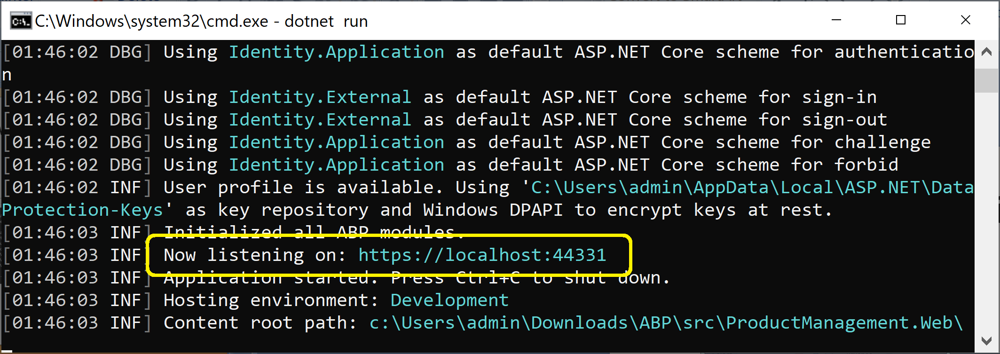 C:\Windows\system32\cmd.exe - dotnet  run
[01:46:02 DBG] Using Identity.Application as default ASP.NET Core scheme for authenticatio
n
[01:46:02 DBG] Using Identity.External as default ASP.NET Core scheme for sign-in
[01:46:02 DBG] Using Identity.External as default ASP.NET Core scheme for sign-out
[01:46:02 DBG] Using Identity.Application as default ASP.NET Core scheme for challenge
[01:46:02 DBG] Using Identity.Application as default ASP.NET Core scheme for forbid
[01:46:02 INF] User profile is available. Using 'C:\Users\admin\AppData\Local\ASP.NET\Data
Protection-Keys' as key repository and Windows DPAPI to encrypt keys at rest.
[01:46:03 INF] Initialized all ABP modules.
[01:46:03 INF] Now listening on: https://localhost:44331
[01:46:03 INF] Application started. Press Ctrl+C to shut down.
[01:46:03 INF] Hosting environment: Development
[01:46:03 INF] Content root path: c:\Users\admin\Downloads\ABP\src\ProductManagement.Web\